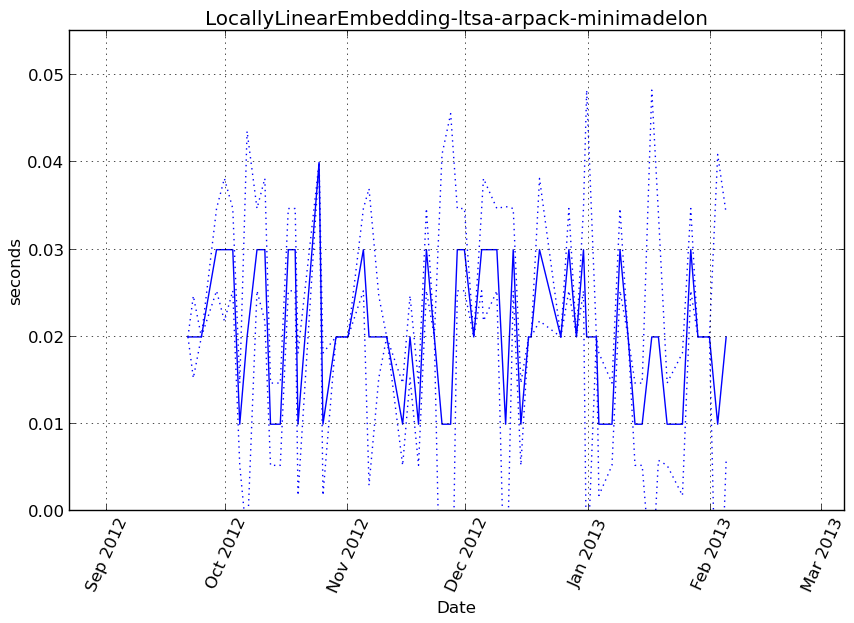 LocallyLinearEmbedding-ltsa-arpack-minimadelon
0.05
0.04
0.03
0.02
0.01
0.00
seconds
Sep 2012
Oct 2012
Nov 2012
Dec 2012
Jan 2013
Feb 2013
Mar 2013
Date